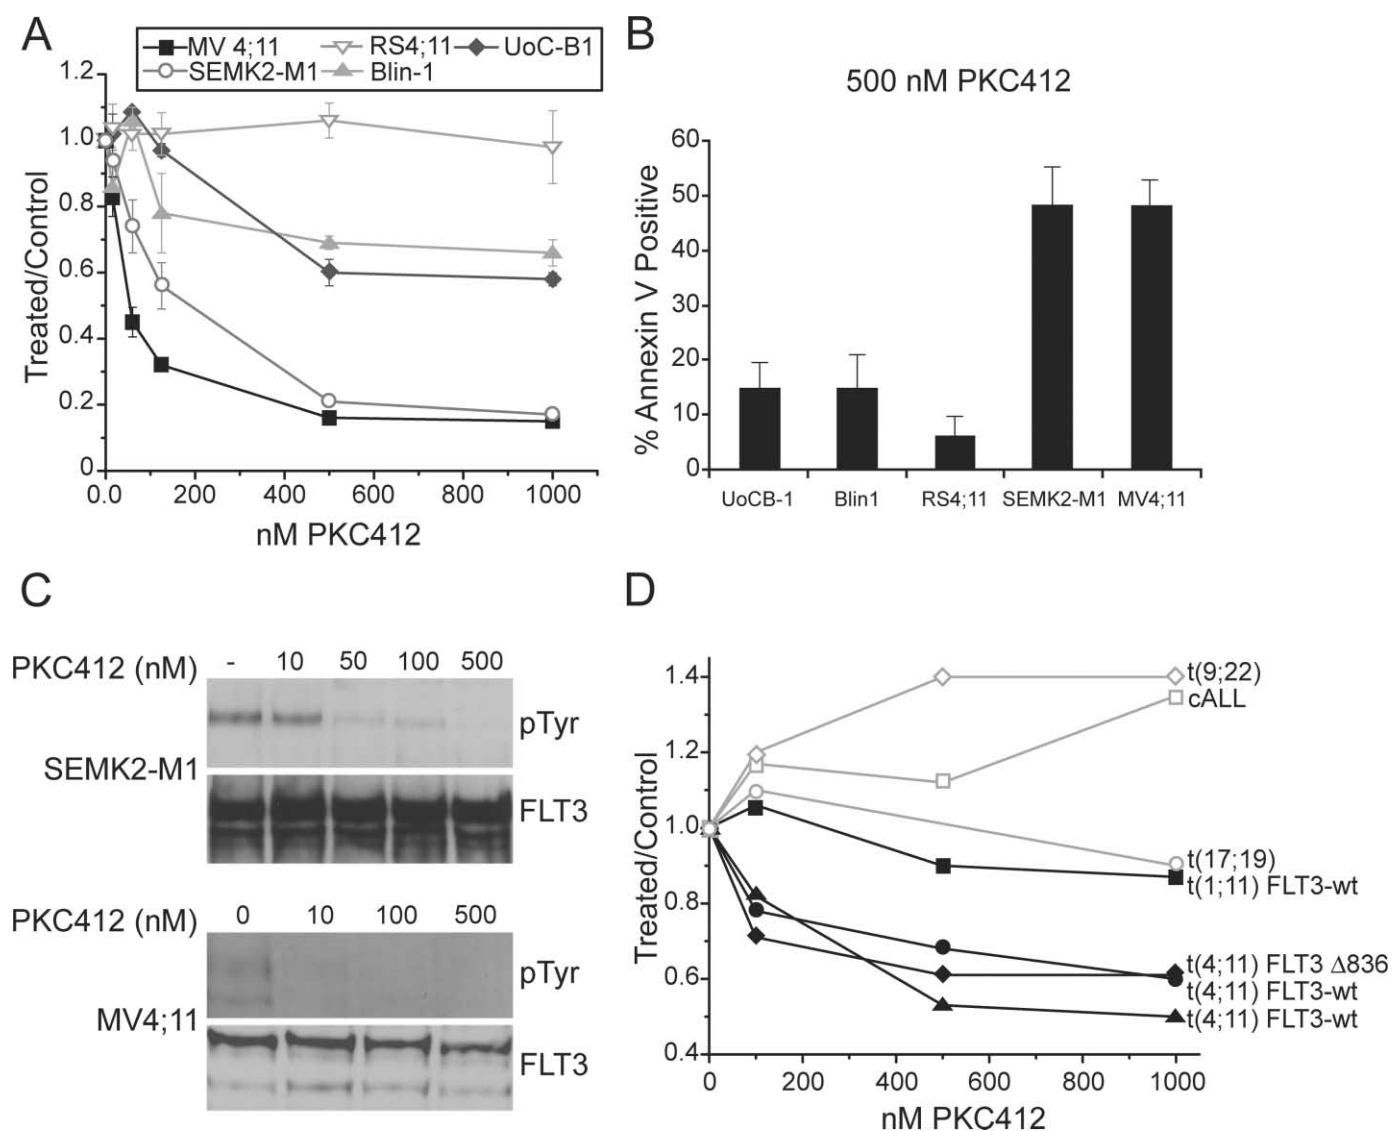 A
MV 4;11 RS4;11 UoC-B1
SEMK2-M1 Blin-1
1.2
1.0
0.8
0.6
0.4
0.2
0
Treated/Control
0.0 200 400 600 800 1000
nM PKC412
B
500 nM PKC412
60
50
40
30
20
10
0
% Annexin V Positive
UoCB-1 Blin1 RS4;11 SEMK2-M1 MV4;11
C
PKC412 (nM) - 10 50 100 500
pTyr
SEMK2-M1
FLT3
PKC412 (nM) 0 10 100 500
pTyr
MV4;11
FLT3
D
1.4
1.2
1.0
0.8
0.6
0.4
Treated/Control
t(9;22)
cALL
t(17;19)
t(1;11) FLT3-wt
t(4;11) FLT3 Δ836
t(4;11) FLT3-wt
t(4;11) FLT3-wt
0 200 400 600 800 1000
nM PKC412